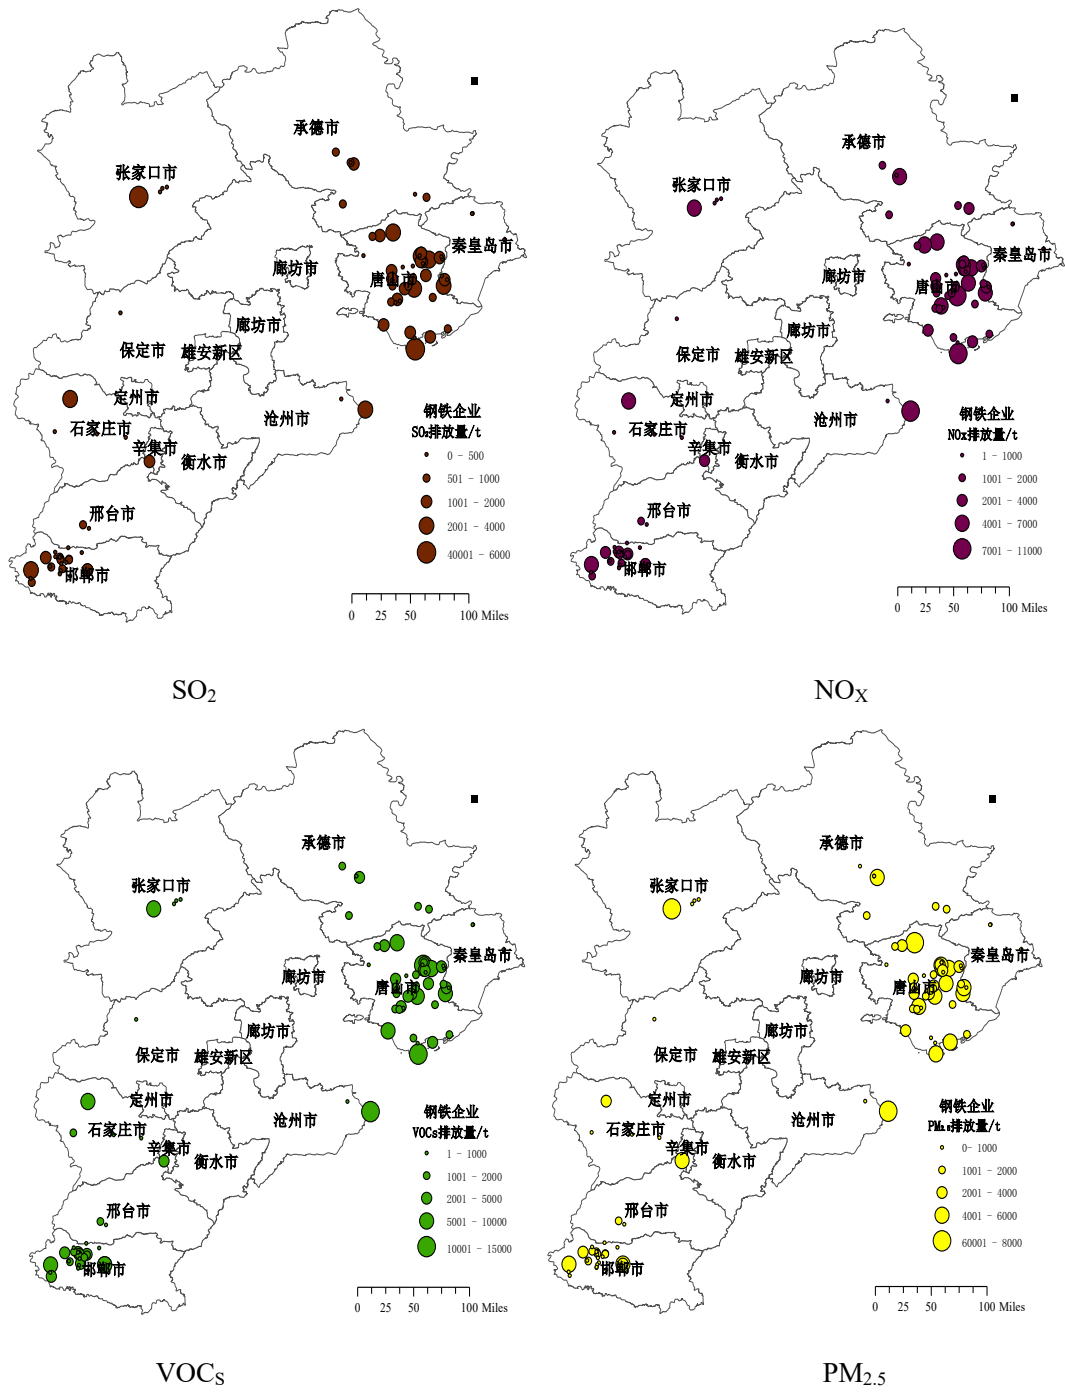 承德市
张家口市
秦皇岛市
廊坊市
唐山市
廊坊市
保定市
雄安新区
定州市
沧州市
石家庄市
辛集市
衡水市
邢台市
邯郸市
钢铁企业
SO₂排放量/t
0 - 500
501 - 1000
1001 - 2000
2001 - 4000
40001 - 6000
0 25 50 100 Miles
SO₂
承德市
张家口市
秦皇岛市
廊坊市
唐山市
廊坊市
保定市
雄安新区
定州市
沧州市
石家庄市
辛集市
衡水市
邢台市
邯郸市
钢铁企业
NOx排放量/t
1 - 1000
1001 - 2000
2001 - 4000
4001 - 7000
7001 - 11000
0 25 50 100 Miles
NOX
承德市
张家口市
秦皇岛市
廊坊市
唐山市
廊坊市
保定市
雄安新区
定州市
沧州市
石家庄市
辛集市
衡水市
邢台市
邯郸市
钢铁企业
VOCs排放量/t
1 - 1000
1001 - 2000
2001 - 5000
5001 - 10000
10001 - 15000
0 25 50 100 Miles
VOCS
承德市
张家口市
秦皇岛市
廊坊市
唐山市
廊坊市
保定市
雄安新区
定州市
沧州市
石家庄市
辛集市
衡水市
邢台市
邯郸市
钢铁企业
PM₂.₅排放量/t
0- 1000
1001 - 2000
2001 - 4000
4001 - 6000
60001 - 8000
0 25 50 100 Miles
PM₂.₅